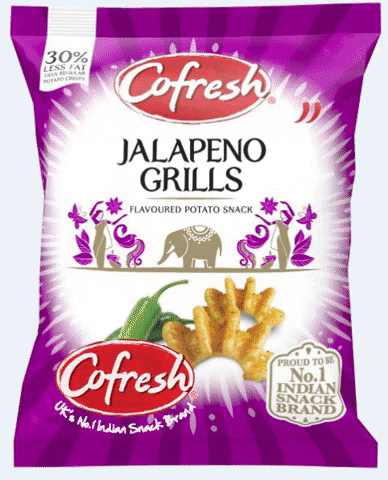 30%
LESS FAT
THAN REGULAR
POTATO CRISPS
Cofresh®
JALAPENO
GRILLS
FLAVOURED POTATO SNACK
PROUD TO BE
No.1
INDIAN
SNACK
BRAND
Cofresh®
UK's No.1 Indian Snack Brand